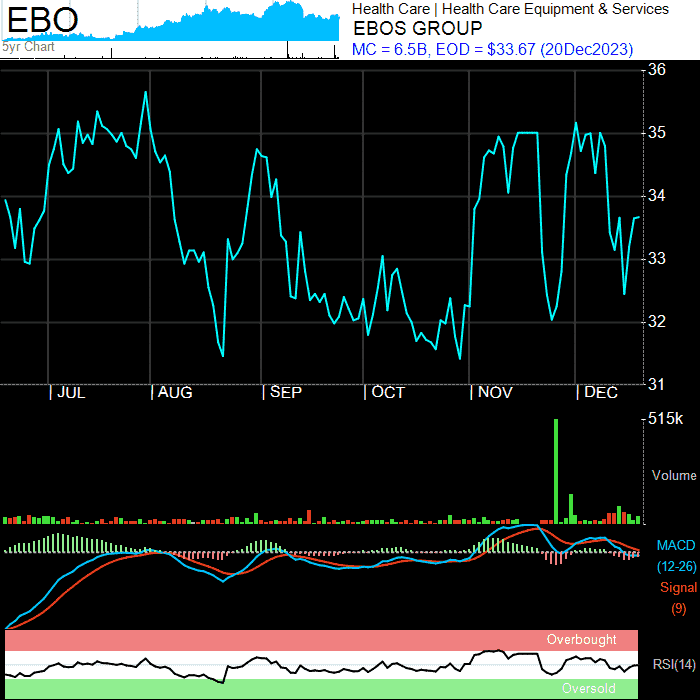 EBO
5yr Chart
Health Care | Health Care Equipment & Services
EBOS GROUP
MC = 6.5B, EOD = $33.67 (20Dec2023)
36
35
34
33
32
31
| JUL | AUG | SEP | OCT | NOV | DEC
515k
Volume
MACD
(12-26)
Signal
(9)
Overbought
RSI(14)
Oversold